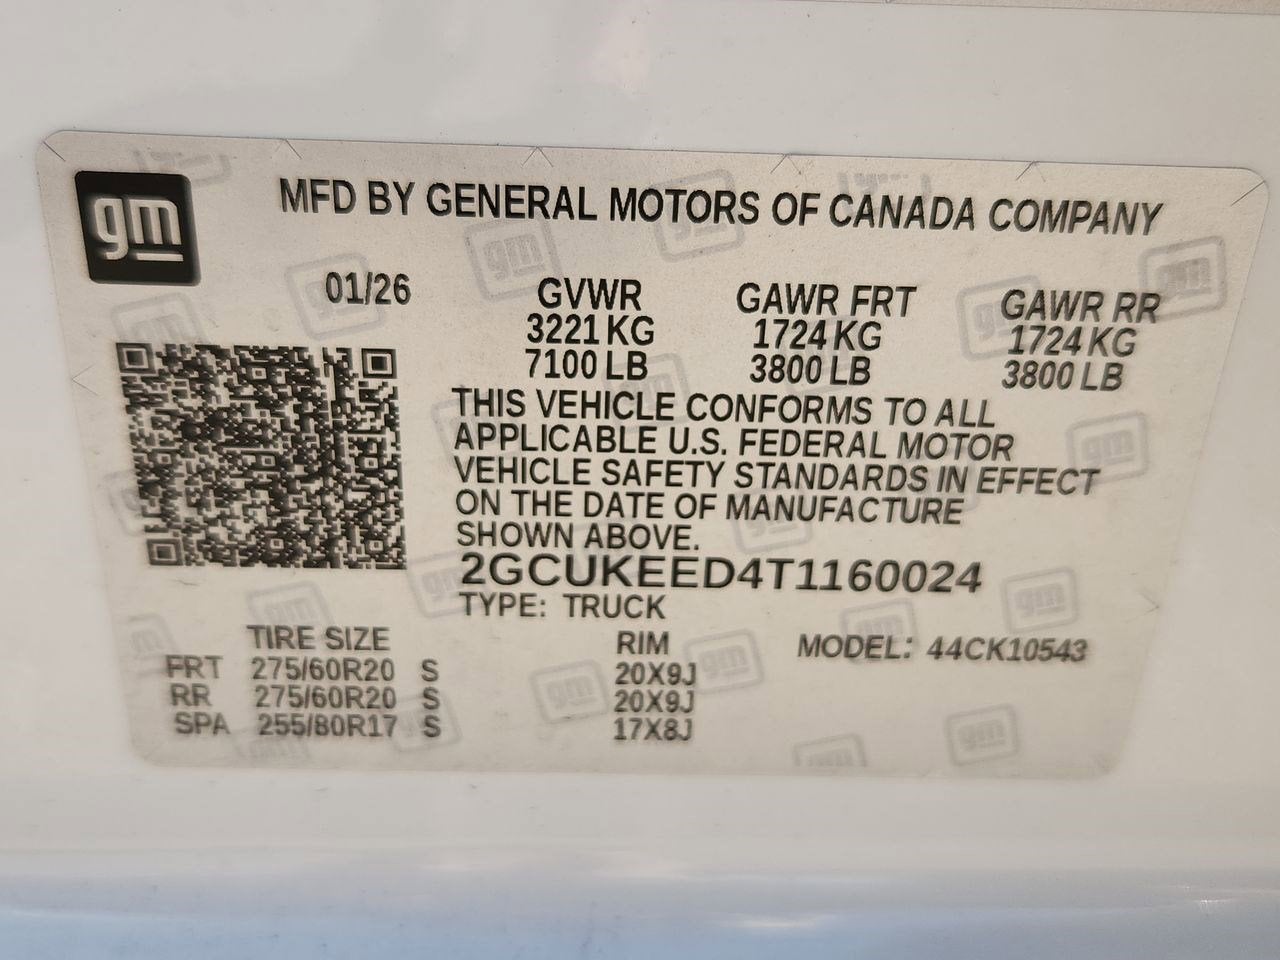 gm
MFD BY GENERAL MOTORS OF CANADA COMPANY
01/26 GVWR GAWR FRT GAWR RR
3221 KG 1724 KG 1724 KG
7100 LB 3800 LB 3800 LB
THIS VEHICLE CONFORMS TO ALL
APPLICABLE U.S. FEDERAL MOTOR
VEHICLE SAFETY STANDARDS IN EFFECT
ON THE DATE OF MANUFACTURE
SHOWN ABOVE.
2GCUKEED4T1160024
TYPE: TRUCK
TIRE SIZE RIM MODEL: 44CK10543
FRT 275/60R20 S 20X9J
RR 275/60R20 S 20X9J
SPA 255/80R17 S 17X8J